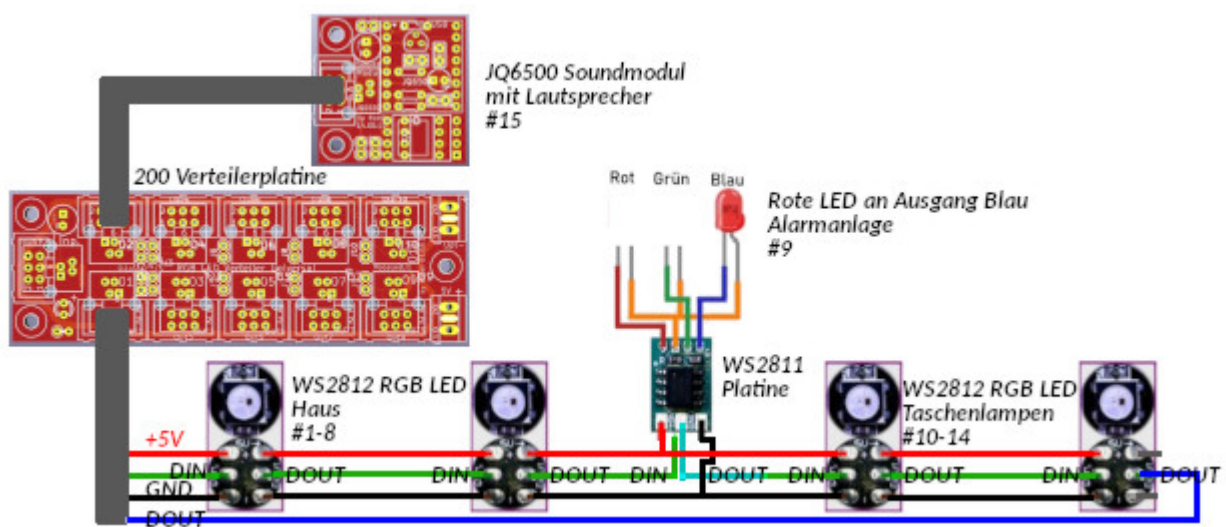 JQ6500 Soundmodul
mit Lautsprecher
#15
200 Verteilerplatine
Rot Grün Blau
Rote LED an Ausgang Blau
Alarmanlage
#9
WS2811
Platine
WS2812 RGB LED
Haus
#1-8
WS2812 RGB LED
Taschenlampen
#10-14
+5V
DIN DOUT DIN DOUT DIN DOUT DIN DOUT DIN DOUT
GND
DOUT